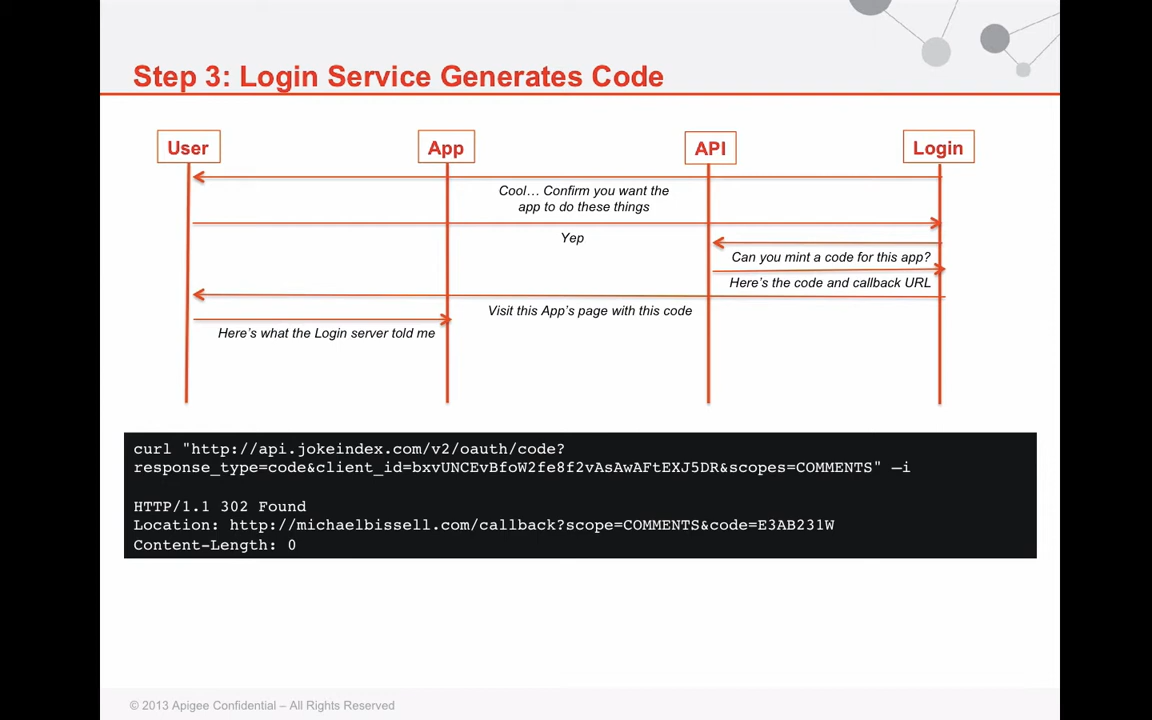 Step 3: Login Service Generates Code
User
App
API
Login
Cool… Confirm you want the
app to do these things
Yep
Can you mint a code for this app?
Here's the code and callback URL
Visit this App's page with this code
Here's what the Login server told me
curl "http://api.jokeindex.com/v2/oauth/code?
response_type=code&client_id=bxvUNCEvBfoW2fe8f2vAsAwAFtEXJ5DR&scopes=COMMENTS" –i
HTTP/1.1 302 Found
Location: http://michaelbissell.com/callback?scope=COMMENTS&code=E3AB231W
Content-Length: 0
© 2013 Apigee Confidential – All Rights Reserved